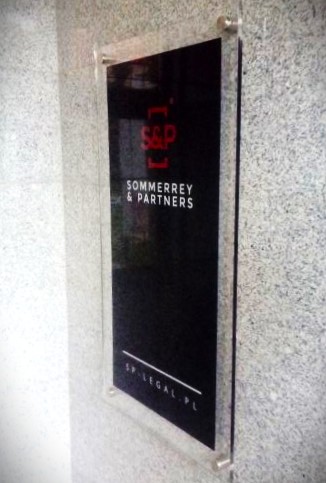 S&P
SOMMERREY
& PARTNERS
SP-LEGAL.PL